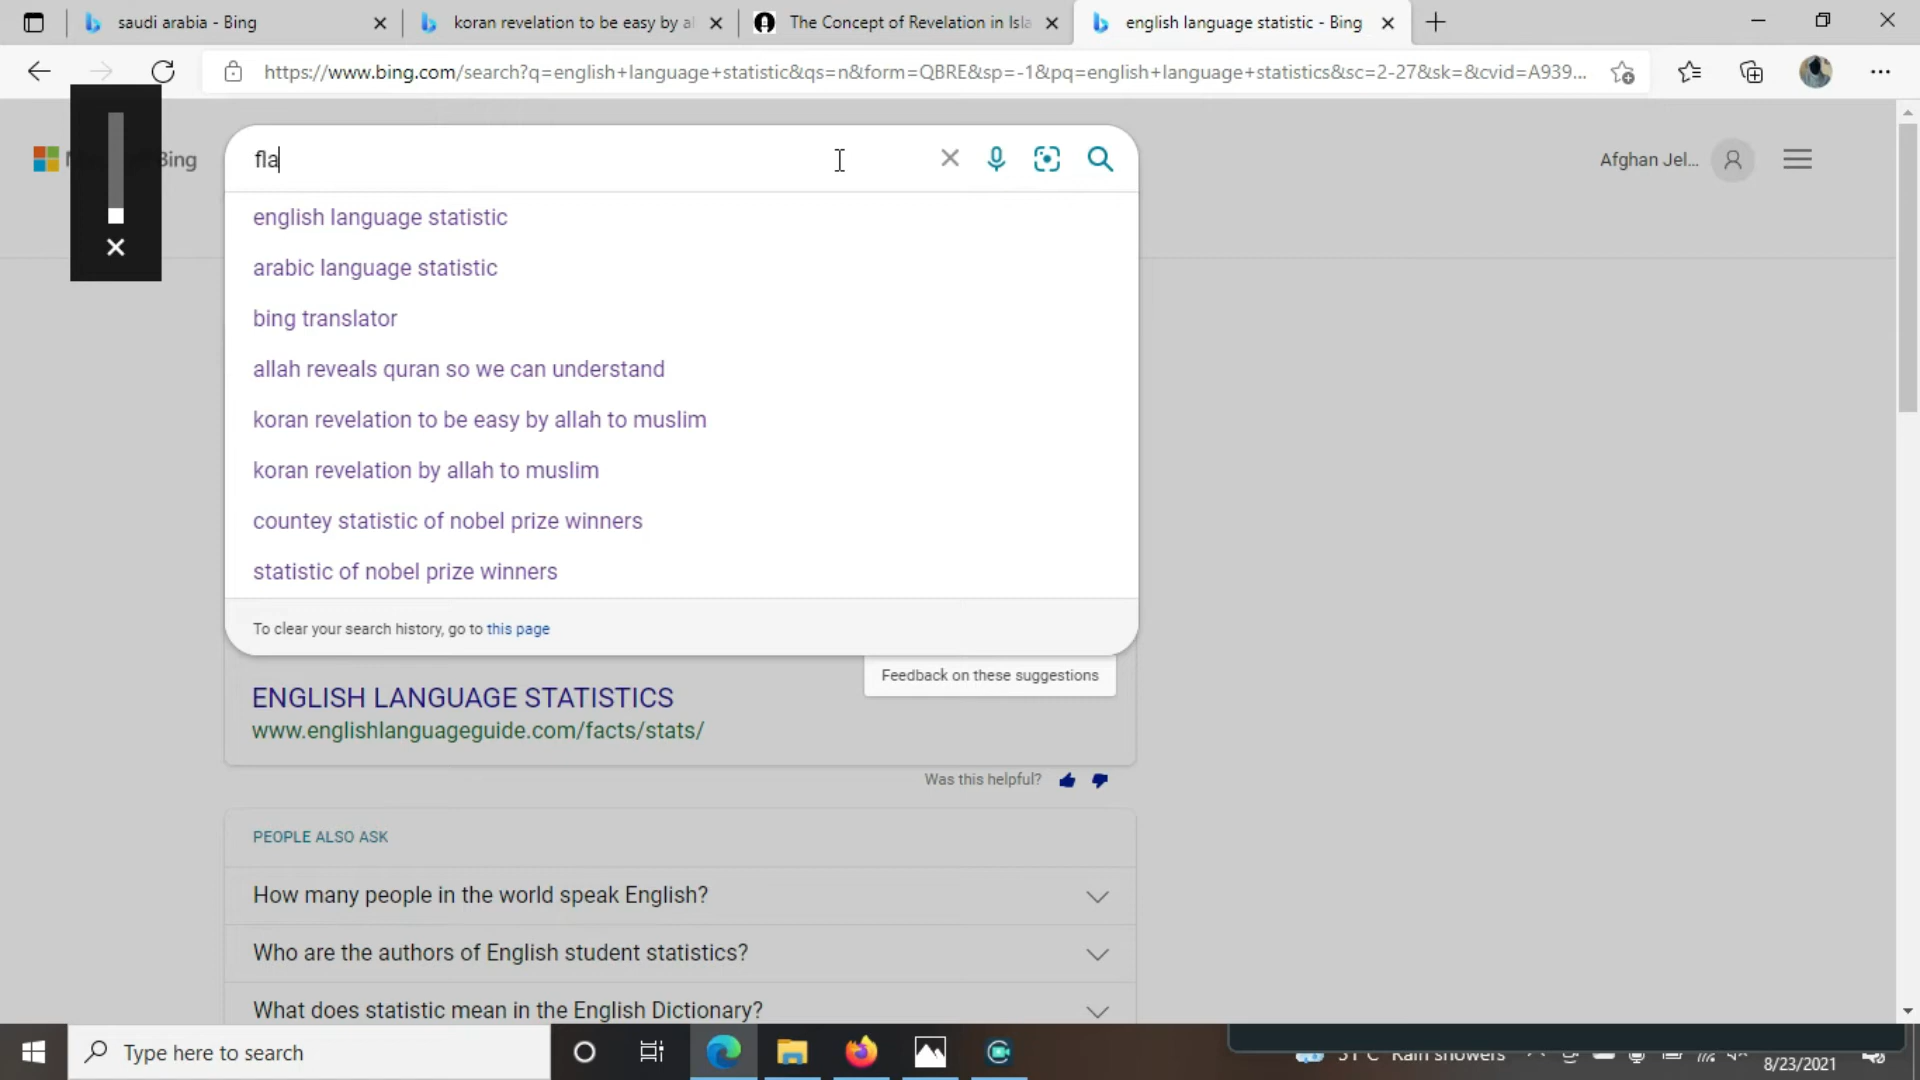 saudi arabia - Bing
koran revelation to be easy by al
The Concept of Revelation in Isla
english language statistic - Bing
https://www.bing.com/search?q=english+language+statistic&qs=n&form=QBRE&sp=-1&pq=english+language+statistics&sc=2-27&sk=&cvid=A939...
Bing
fla
Afghan Jel...
english language statistic
arabic language statistic
bing translator
allah reveals quran so we can understand
koran revelation to be easy by allah to muslim
koran revelation by allah to muslim
countey statistic of nobel prize winners
statistic of nobel prize winners
To clear your search history, go to this page
Feedback on these suggestions
ENGLISH LANGUAGE STATISTICS
www.englishlanguageguide.com/facts/stats/
Was this helpful?
PEOPLE ALSO ASK
How many people in the world speak English?
Who are the authors of English student statistics?
What does statistic mean in the English Dictionary?
Type here to search
31°C Rain showers
8/23/2021